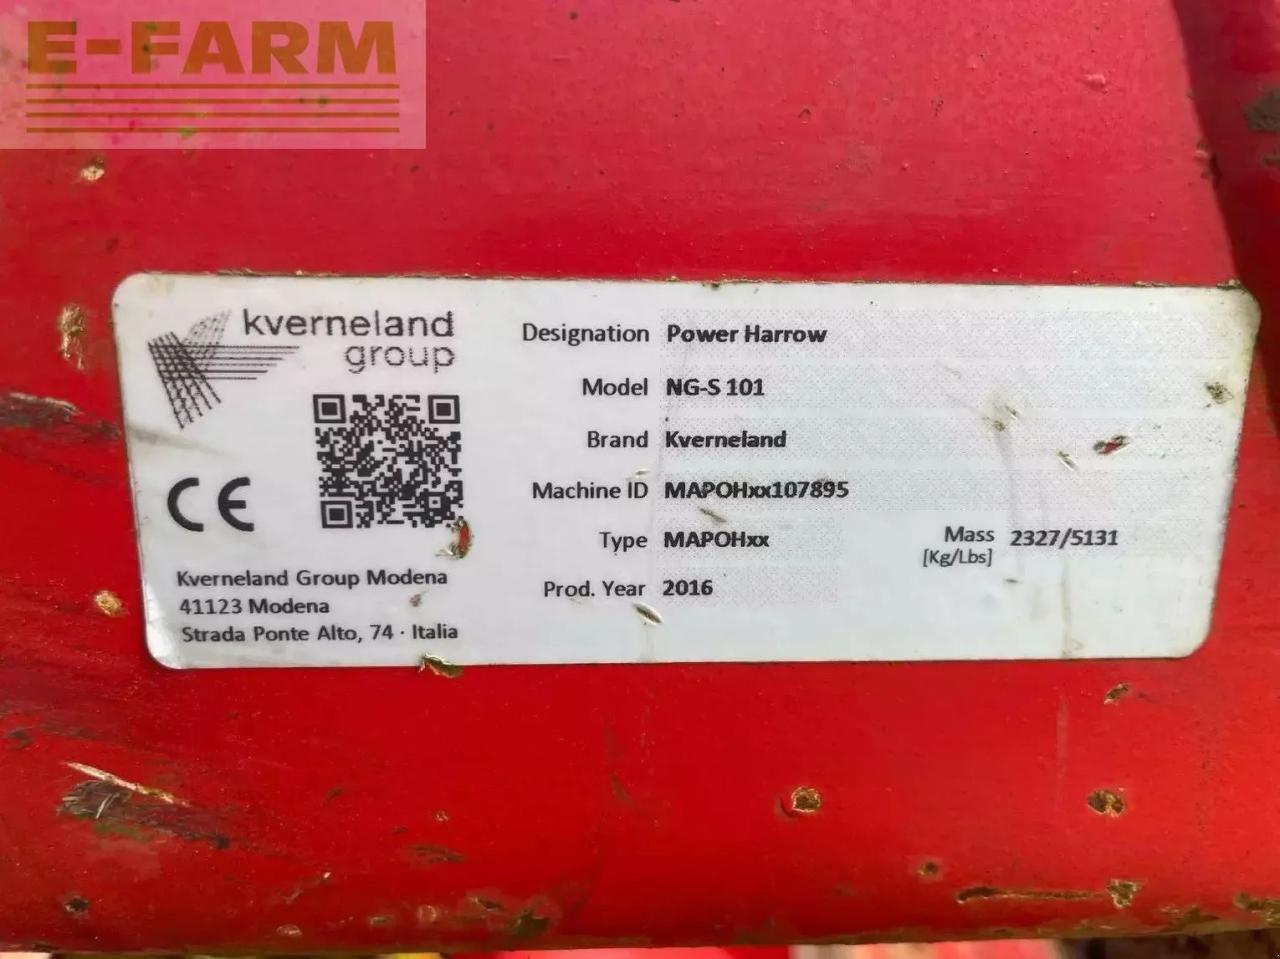 E-FARM
kverneland
group
Kverneland Group Modena
41123 Modena
Strada Ponte Alto, 74 · Italia
Designation Power Harrow
Model NG-S 101
Brand Kverneland
Machine ID MAPOHxx107895
Type MAPOHxx
Mass 2327/5131
[Kg/Lbs]
Prod. Year 2016